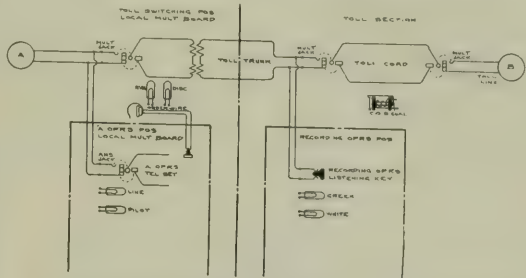 TOLL SWITCHING POS
LOCAL MULT BOARD
TOLL SECTION
A
MULT
JACK
TOLL TRUNK
MULT
JACK
TOLL CORD
MULT
JACK
B
TOLL
LINE
DISC
ORDER WIRE
A OPRS POS
LOCAL MULT BOARD
ANS
JACK
A OPRS
TEL SET
LINE
PILOT
RECORDING OPRS POS
RECORDING OPRS
LISTENING KEY
GREEN
WHITE